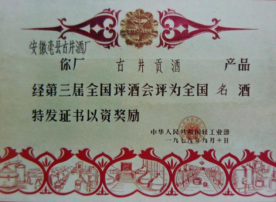 安徽亳县古井酒厂
你厂 古井贡酒 产品
经第三届全国评酒会评为全国名酒
特发证书以资奖励
中华人民共和国轻工业部
一九七九年九月十日